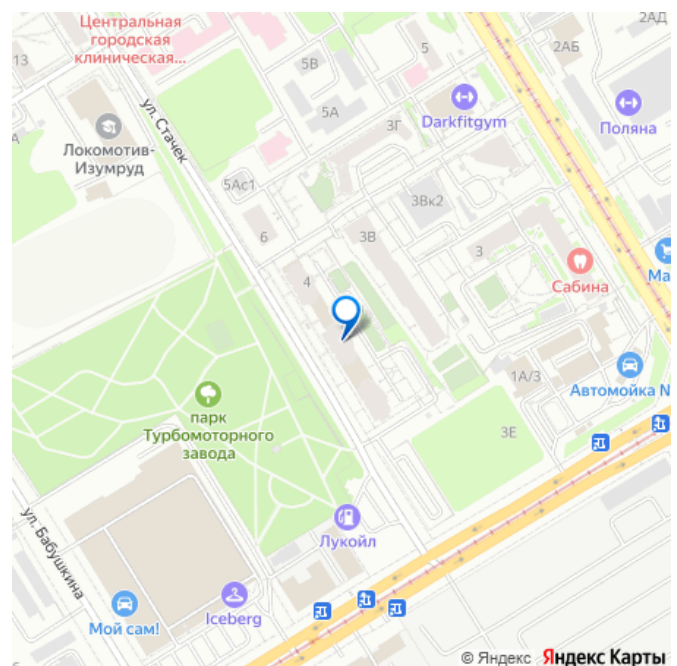 Центральная
городская
клиническая...
13
5В
5
2АБ
2АД
5А
3Г
Darkfitgym
Поляна
ул. Стачек
Локомотив-
Изумруд
5Ас1
3Вк2
6
3В
3
4
Сабина
Ма
парк
Турбомоторного
завода
1А/3
Автомойка N
3Е
Лукойл
ул. Бабушкина
Мой сам!
Iceberg
© Яндекс Яндекс Карты